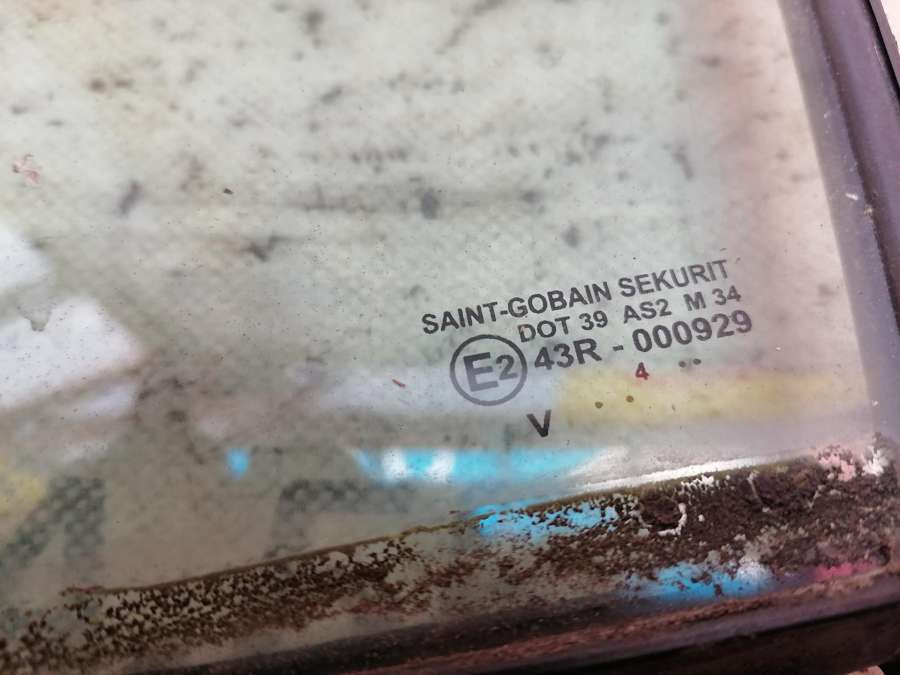 SAINT-GOBAIN SEKURIT
DOT 39 AS2 M 34
E2 43R - 000929
. . 4 . .
V